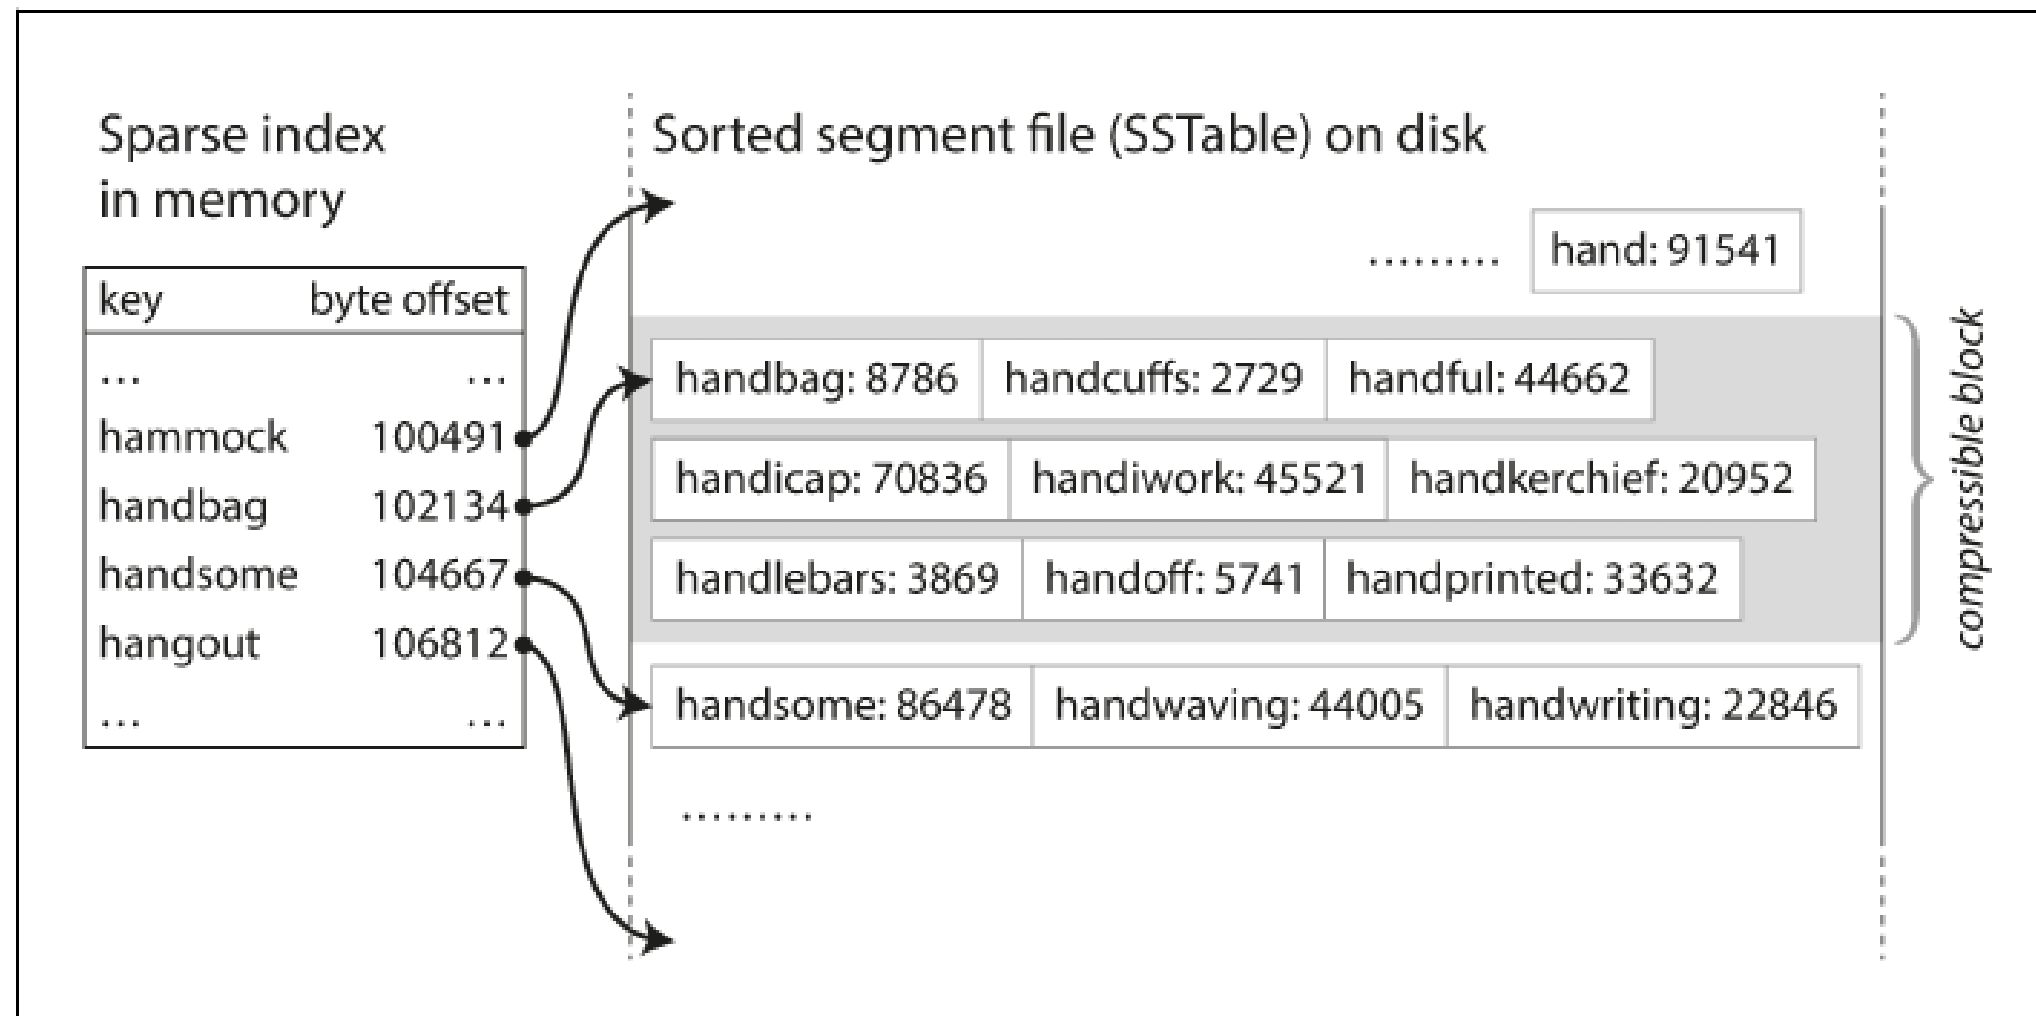 Sparse index
in memory
key byte offset
... ...
hammock 100491
handbag 102134
handsome 104667
hangout 106812
... ...
Sorted segment file (SSTable) on disk
......... hand: 91541
handbag: 8786 handcuffs: 2729 handful: 44662
handicap: 70836 handiwork: 45521 handkerchief: 20952
handlebars: 3869 handoff: 5741 handprinted: 33632
handsome: 86478 handwaving: 44005 handwriting: 22846
.........
compressible block